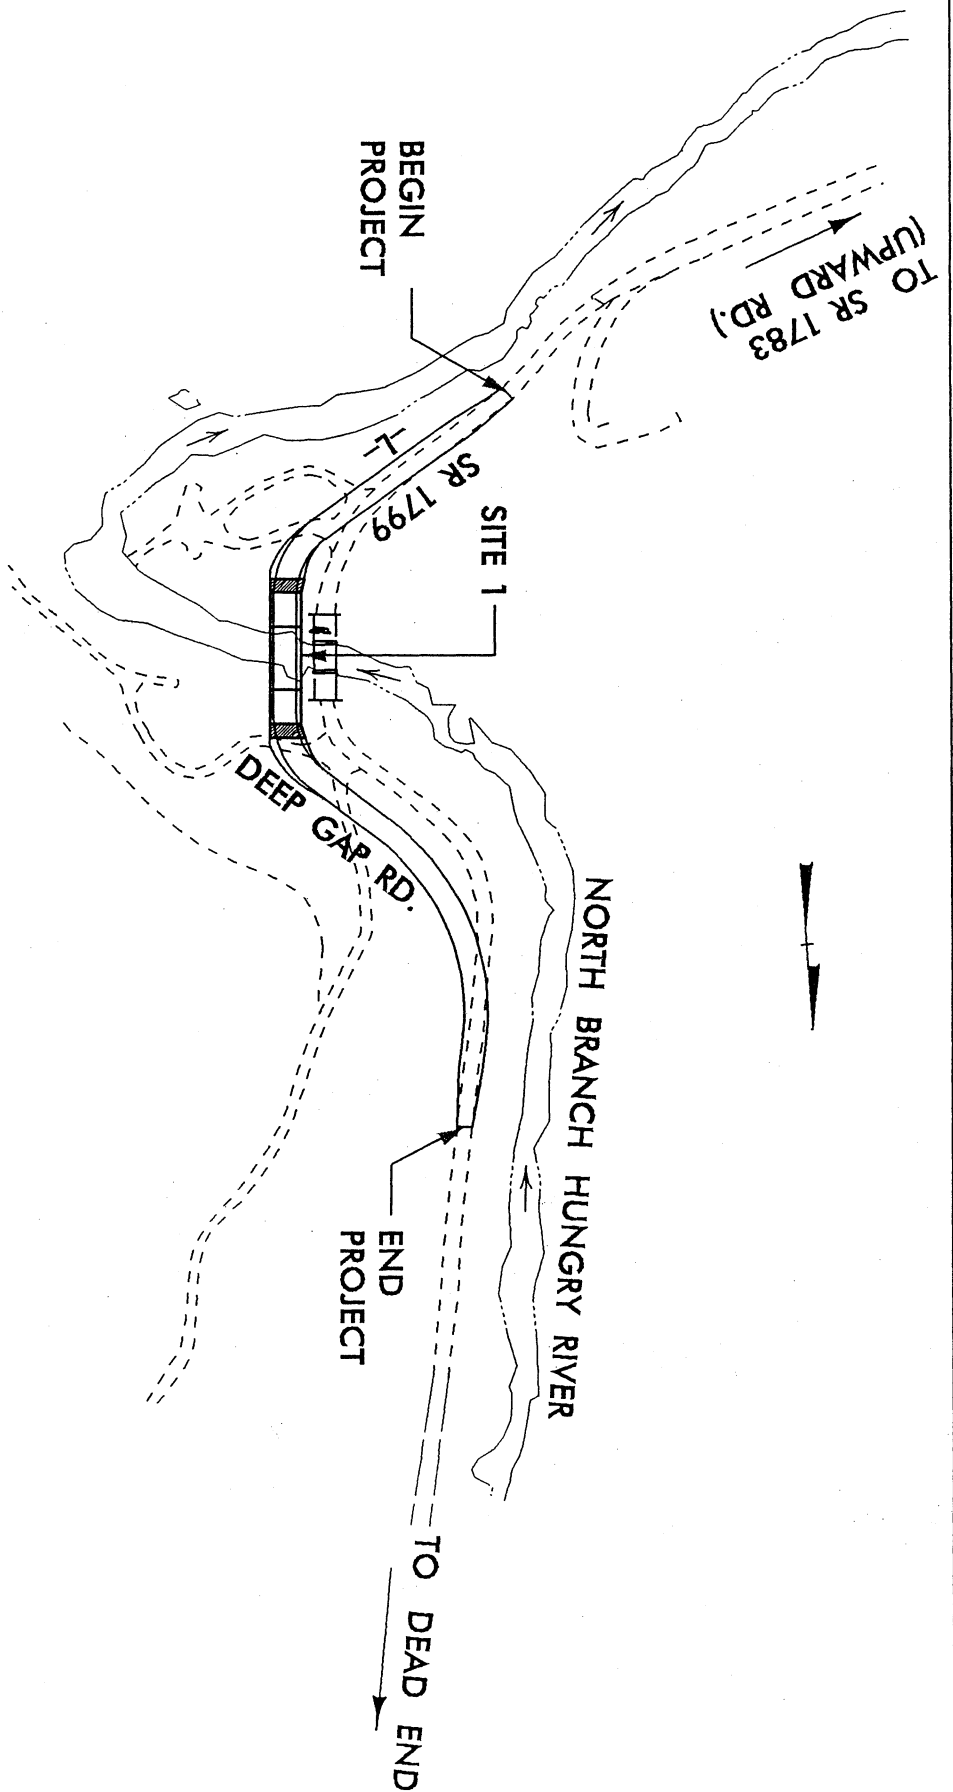 TO SR 1783
(UPWARD RD.)
BEGIN
PROJECT
-L-
SR 1799
SITE 1
DEEP GAP RD.
NORTH BRANCH HUNGRY RIVER
END
PROJECT
TO DEAD END